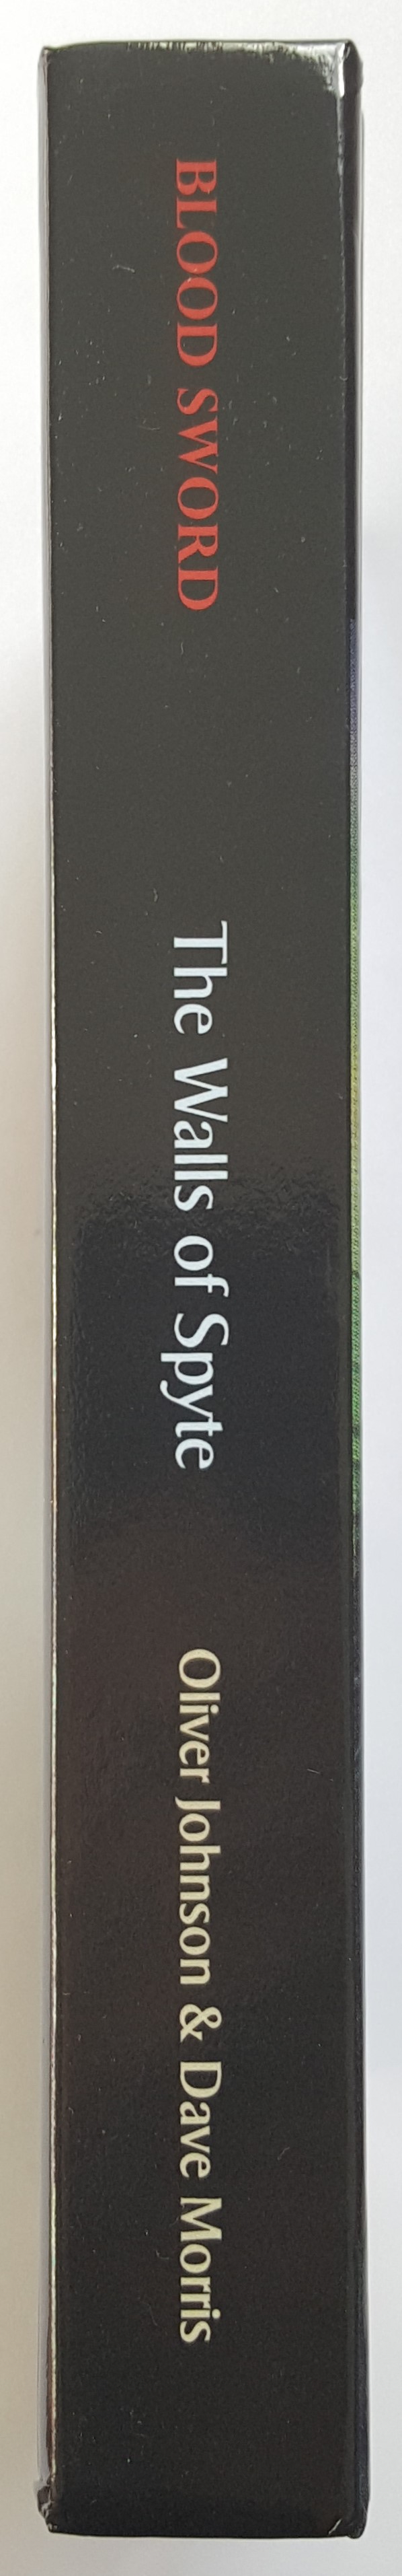 BLOOD SWORD
The Walls of Spyte
Oliver Johnson & Dave Morris